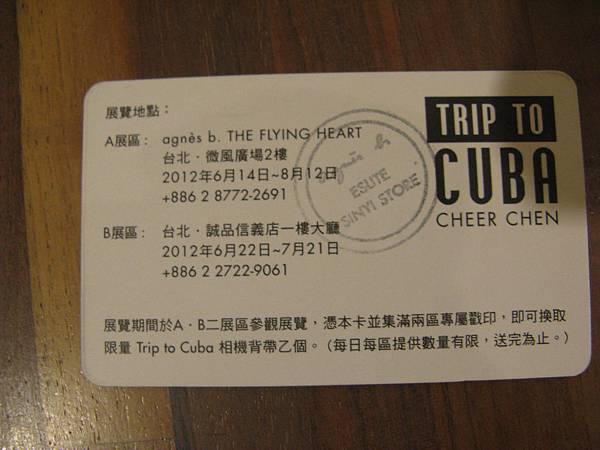 展覽地點：
A展區： agnès b. THE FLYING HEART
台北．微風廣場2樓
2012年6月14日~8月12日
+886 2 8772-2691
B展區： 台北．誠品信義店一樓大廳
2012年6月22日~7月21日
+886 2 2722-9061
TRIP TO
CUBA
CHEER CHEN
agnès b
ESLITE
SINYI STORE
展覽期間於A．B二展區參觀展覽，憑本卡並集滿兩區專屬戳印，即可換取
限量 Trip to Cuba 相機背帶乙個。（每日每區提供數量有限，送完為止。）